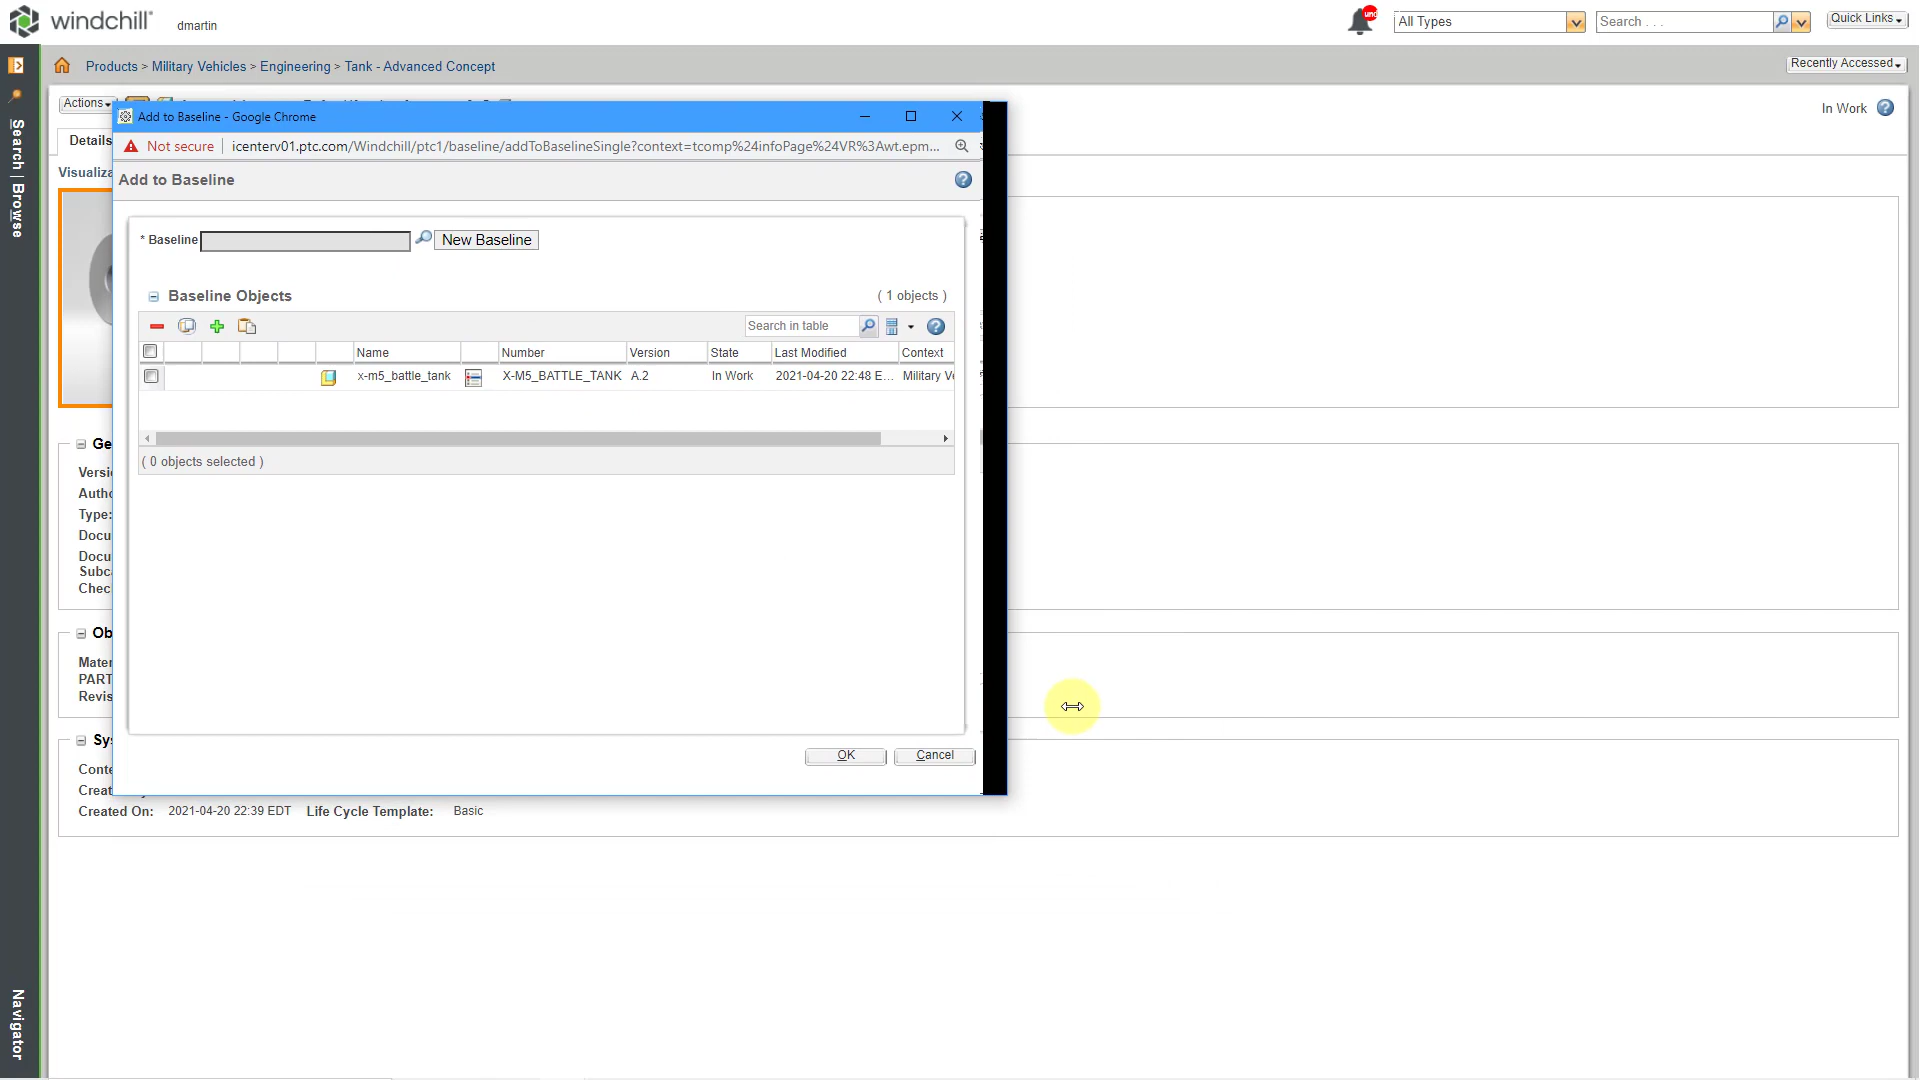 windchill
dmartin
All Types
Search . . .
Quick Links
Products > Military Vehicles > Engineering > Tank - Advanced Concept
Recently Accessed
Actions
In Work
Details
Visualiza
Search | Browse
Navigator
Add to Baseline - Google Chrome
Not secure | icenterv01.ptc.com/Windchill/ptc1/baseline/addToBaselineSingle?context=tcomp%24infoPage%24VR%3Awt.epm...
Add to Baseline
* Baseline
New Baseline
Baseline Objects
( 1 objects )
Search in table
Name Number Version State Last Modified Context
x-m5_battle_tank X-M5_BATTLE_TANK A.2 In Work 2021-04-20 22:48 E... Military Ve
( 0 objects selected )
OK
Cancel
Ge
Versi
Autho
Type:
Docu
Docu
Subca
Chec
Ob
Mater
PART
Revis
Sys
Conte
Creat
Created On: 2021-04-20 22:39 EDT Life Cycle Template: Basic